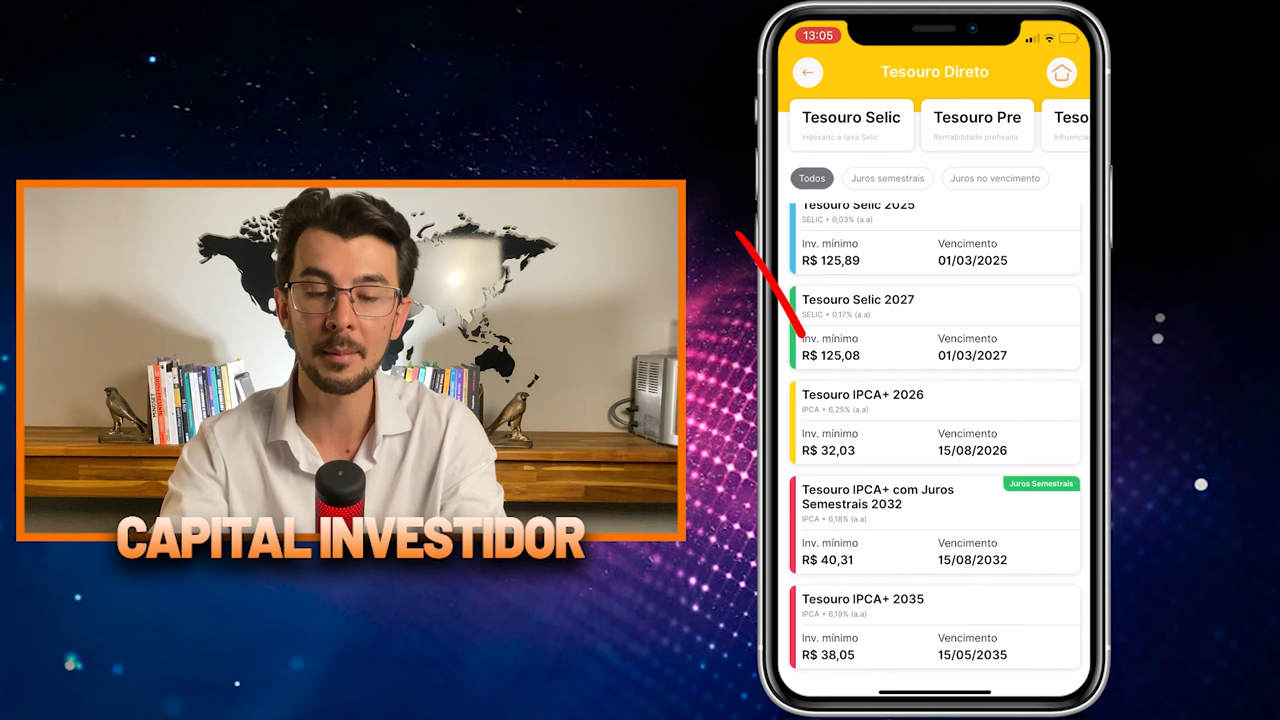 13:05
Tesouro Direto
Tesouro Selic
Indexado a taxa Selic
Tesouro Pre
Rentabilidade prefixada
Teso
Influencia
Todos
Juros semestrais
Juros no vencimento
Tesouro Selic 2025
SELIC + 0,03% (a.a)
Inv. mínimo
Vencimento
R$ 125,89
01/03/2025
Tesouro Selic 2027
SELIC + 0,17% (a.a)
Inv. mínimo
Vencimento
R$ 125,08
01/03/2027
Tesouro IPCA+ 2026
IPCA + 6,25% (a.a)
Inv. mínimo
Vencimento
R$ 32,03
15/08/2026
Juros Semestrais
Tesouro IPCA+ com Juros
Semestrais 2032
IPCA + 6,18% (a.a)
Inv. mínimo
Vencimento
R$ 40,31
15/08/2032
Tesouro IPCA+ 2035
IPCA + 6,19% (a.a)
Inv. mínimo
Vencimento
R$ 38,05
15/05/2035
CAPITAL INVESTIDOR